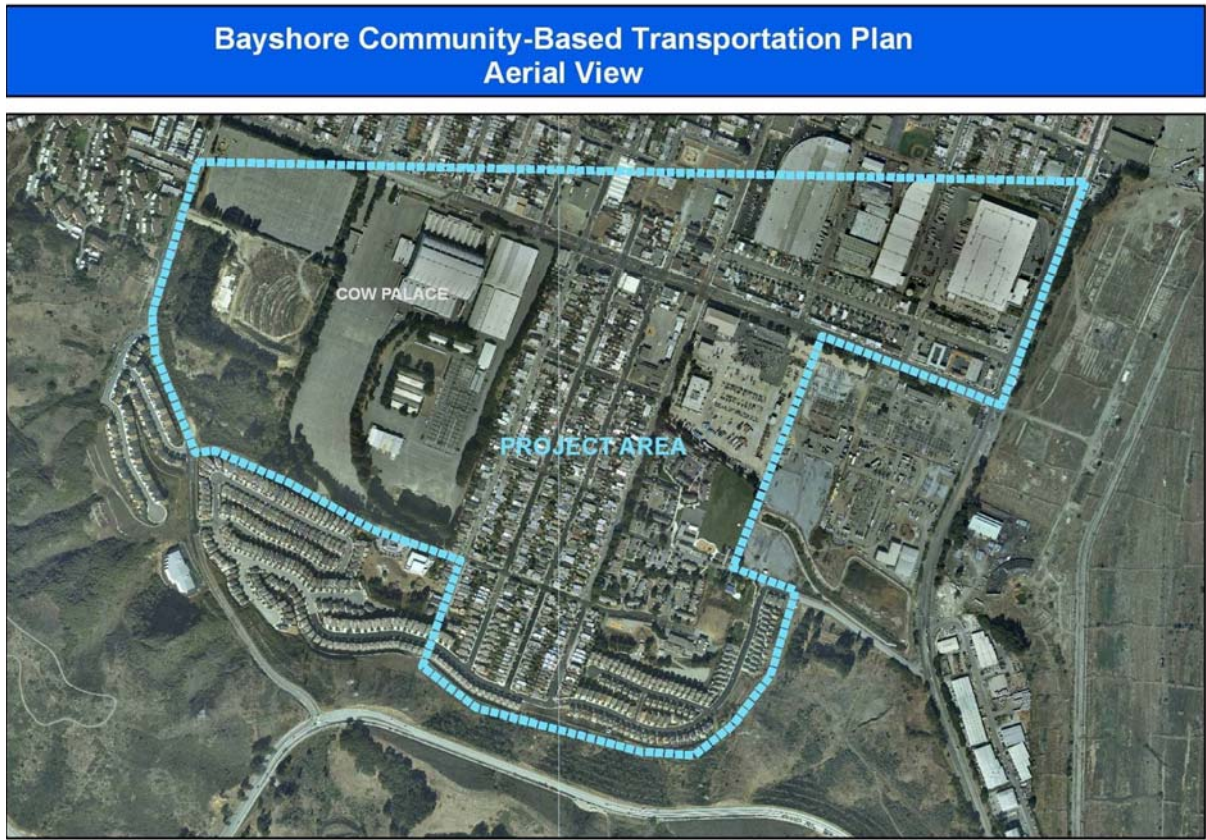 Bayshore Community-Based Transportation Plan
Aerial View
COW PALACE
PROJECT AREA